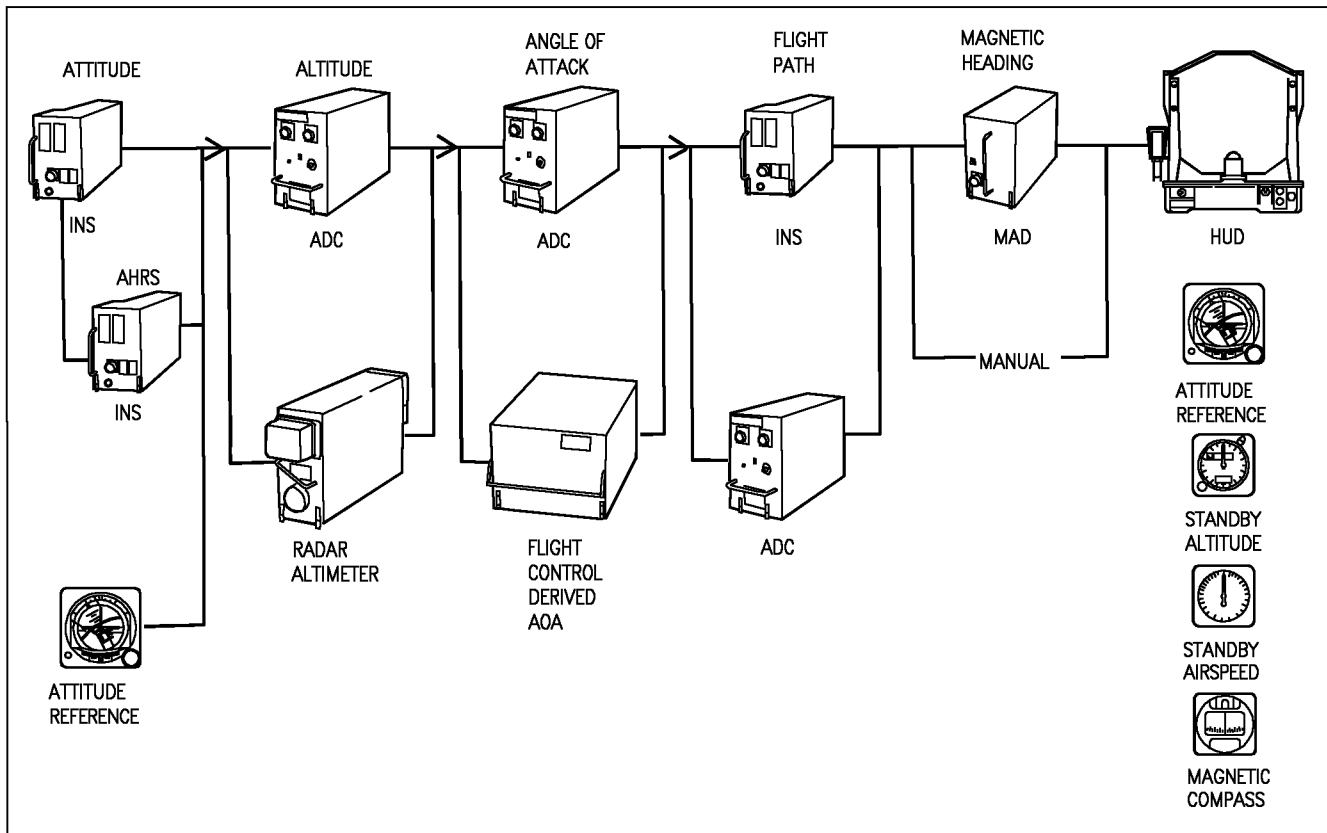 ATTITUDE
ALTITUDE
ANGLE OF
ATTACK
FLIGHT
PATH
MAGNETIC
HEADING
INS
ADC
ADC
INS
MAD
HUD
AHRS
INS
MANUAL
ATTITUDE
REFERENCE
RADAR
ALTIMETER
FLIGHT
CONTROL
DERIVED
AOA
ADC
STANDBY
ALTITUDE
ATTITUDE
REFERENCE
STANDBY
AIRSPEED
MAGNETIC
COMPASS